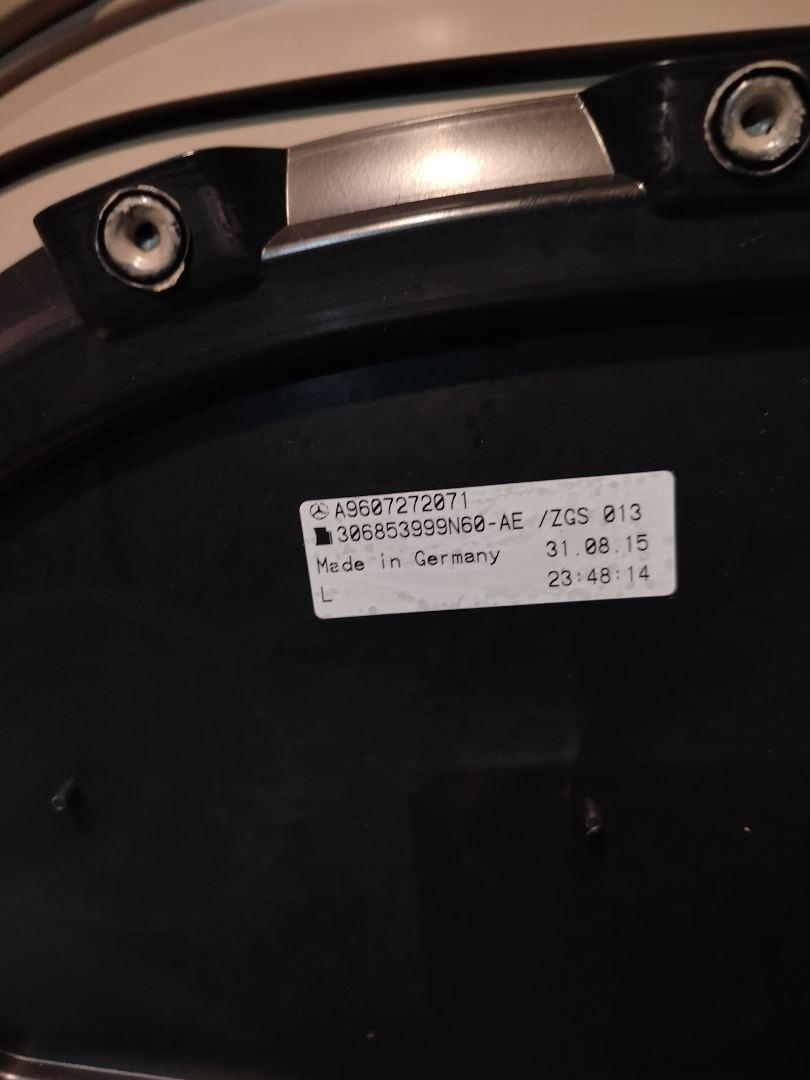 A9607272071
306853999N60-AE /ZGS 013
Made in Germany 31.08.15
L 23:48:14